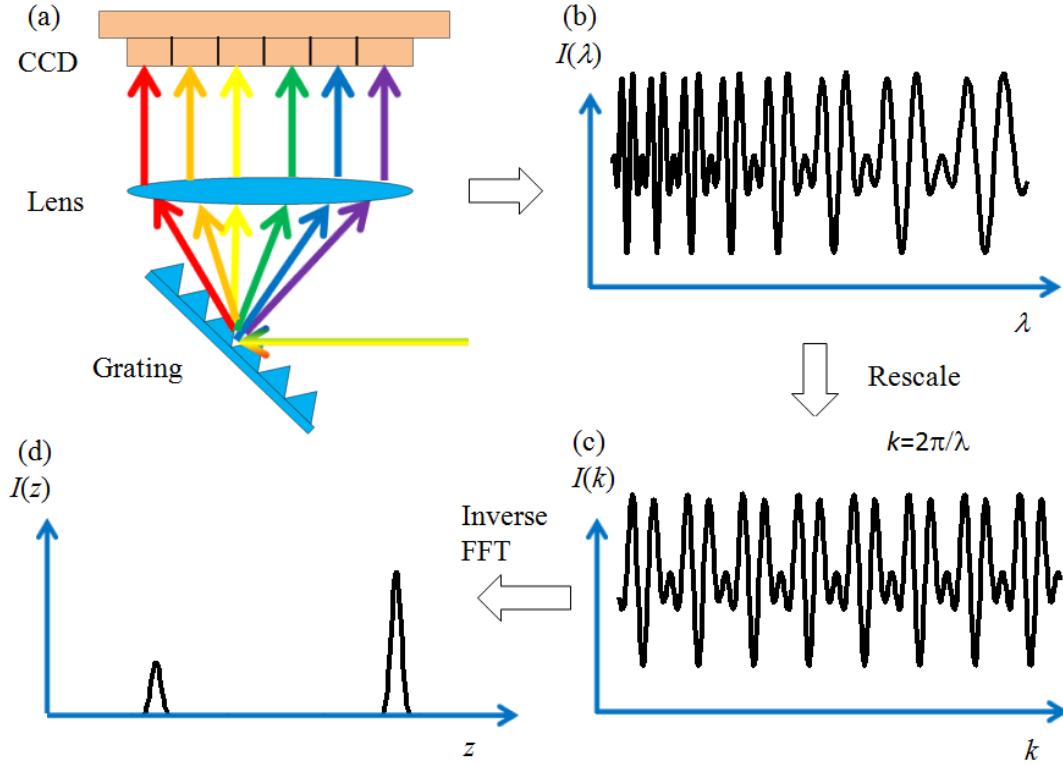 (a)
CCD
Lens
Grating
(b)
I(λ)
λ
Rescale
k=2π/λ
(c)
I(k)
k
Inverse
FFT
(d)
I(z)
z